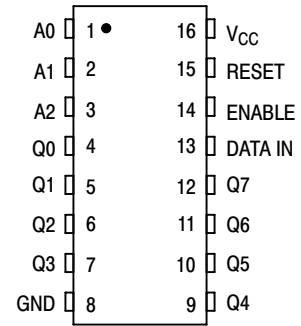 A0 1 16 VCC
A1 2 15 RESET
A2 3 14 ENABLE
Q0 4 13 DATA IN
Q1 5 12 Q7
Q2 6 11 Q6
Q3 7 10 Q5
GND 8 9 Q4